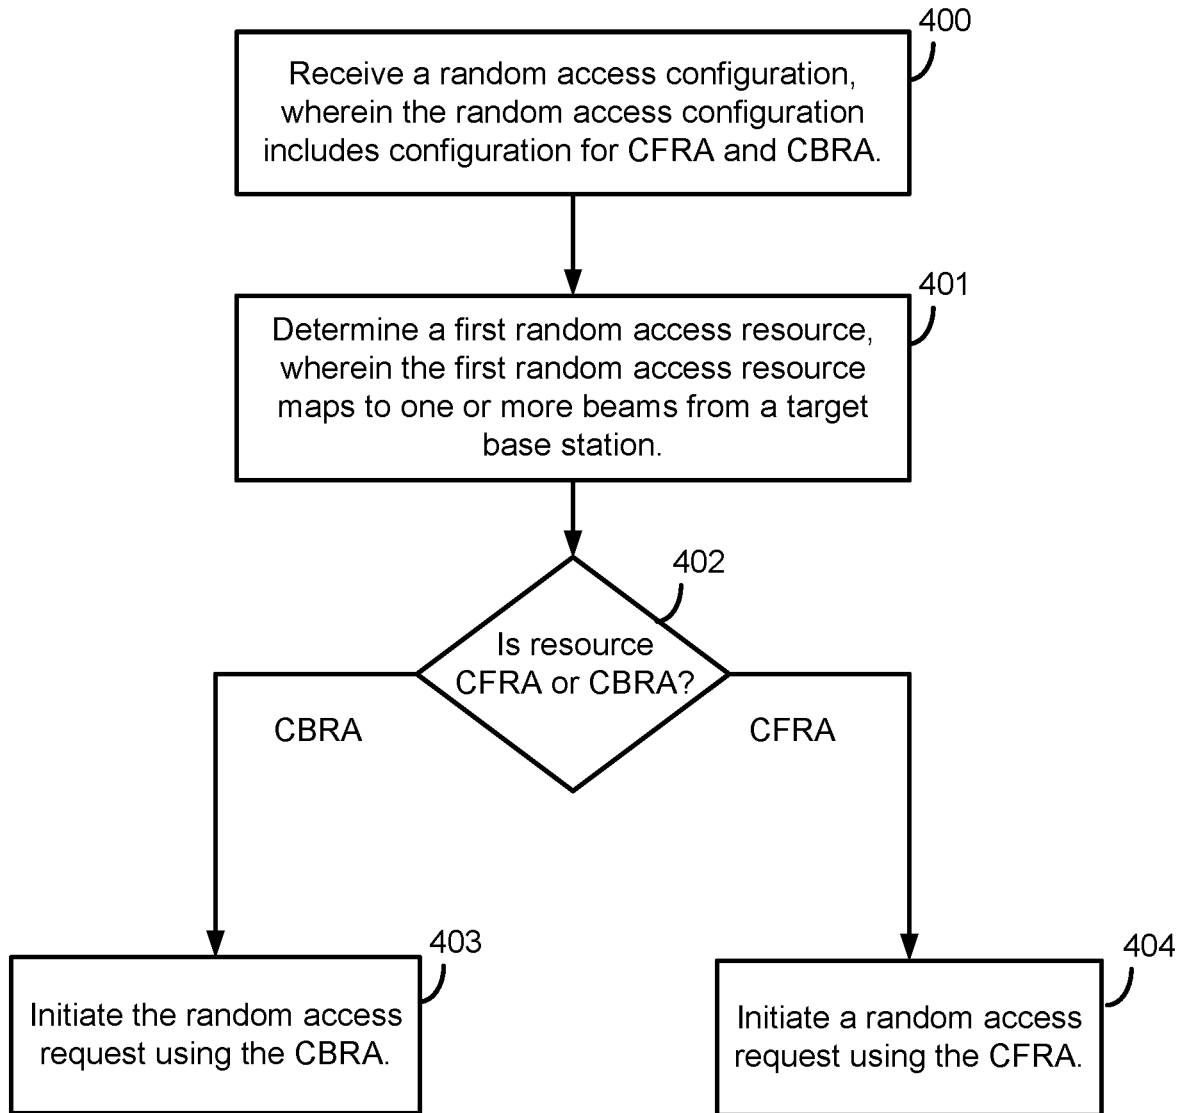 400
Receive a random access configuration,
wherein the random access configuration
includes configuration for CFRA and CBRA.
401
Determine a first random access resource,
wherein the first random access resource
maps to one or more beams from a target
base station.
402
Is resource
CFRA or CBRA?
CBRA
CFRA
403
Initiate the random access
request using the CBRA.
404
Initiate a random access
request using the CFRA.